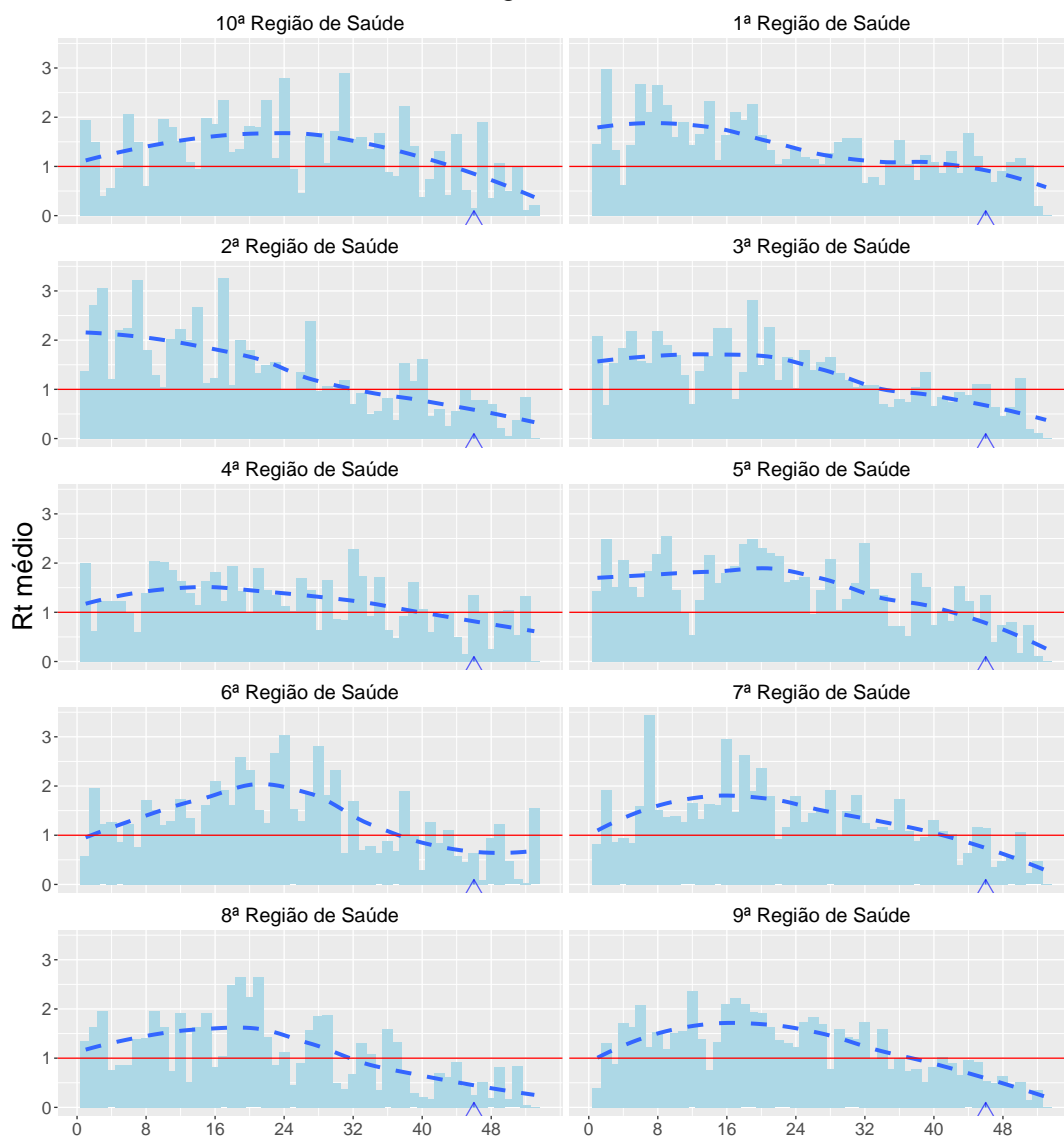 10ª Região de Saúde
1ª Região de Saúde
3
2
1
0
2ª Região de Saúde
3ª Região de Saúde
3
2
1
0
4ª Região de Saúde
5ª Região de Saúde
3
2
1
0
Rt médio
6ª Região de Saúde
7ª Região de Saúde
3
2
1
0
8ª Região de Saúde
9ª Região de Saúde
3
2
1
0
0 8 16 24 32 40 48 0 8 16 24 32 40 48